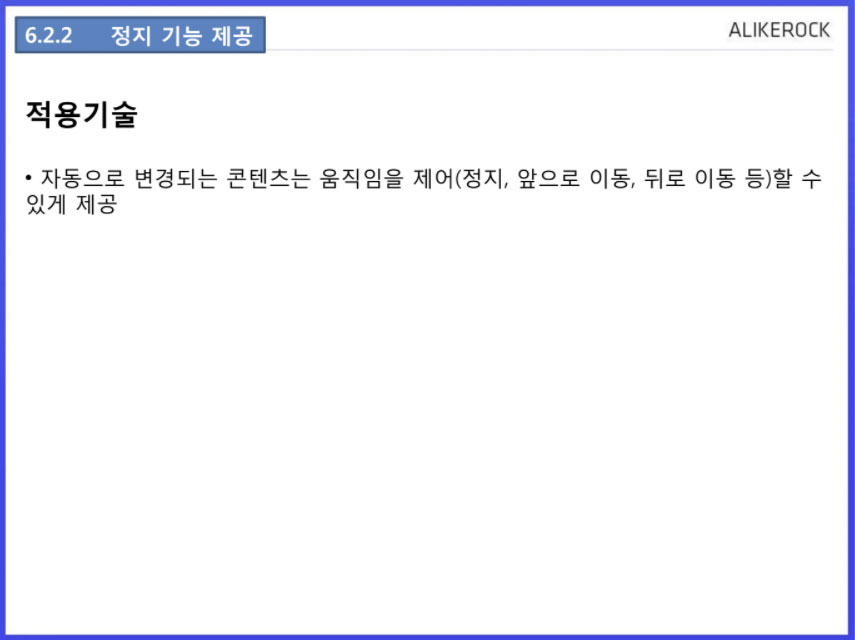 6.2.2 정지 기능 제공
ALIKEROCK
적용기술
• 자동으로 변경되는 콘텐츠는 움직임을 제어(정지, 앞으로 이동, 뒤로 이동 등)할 수
있게 제공